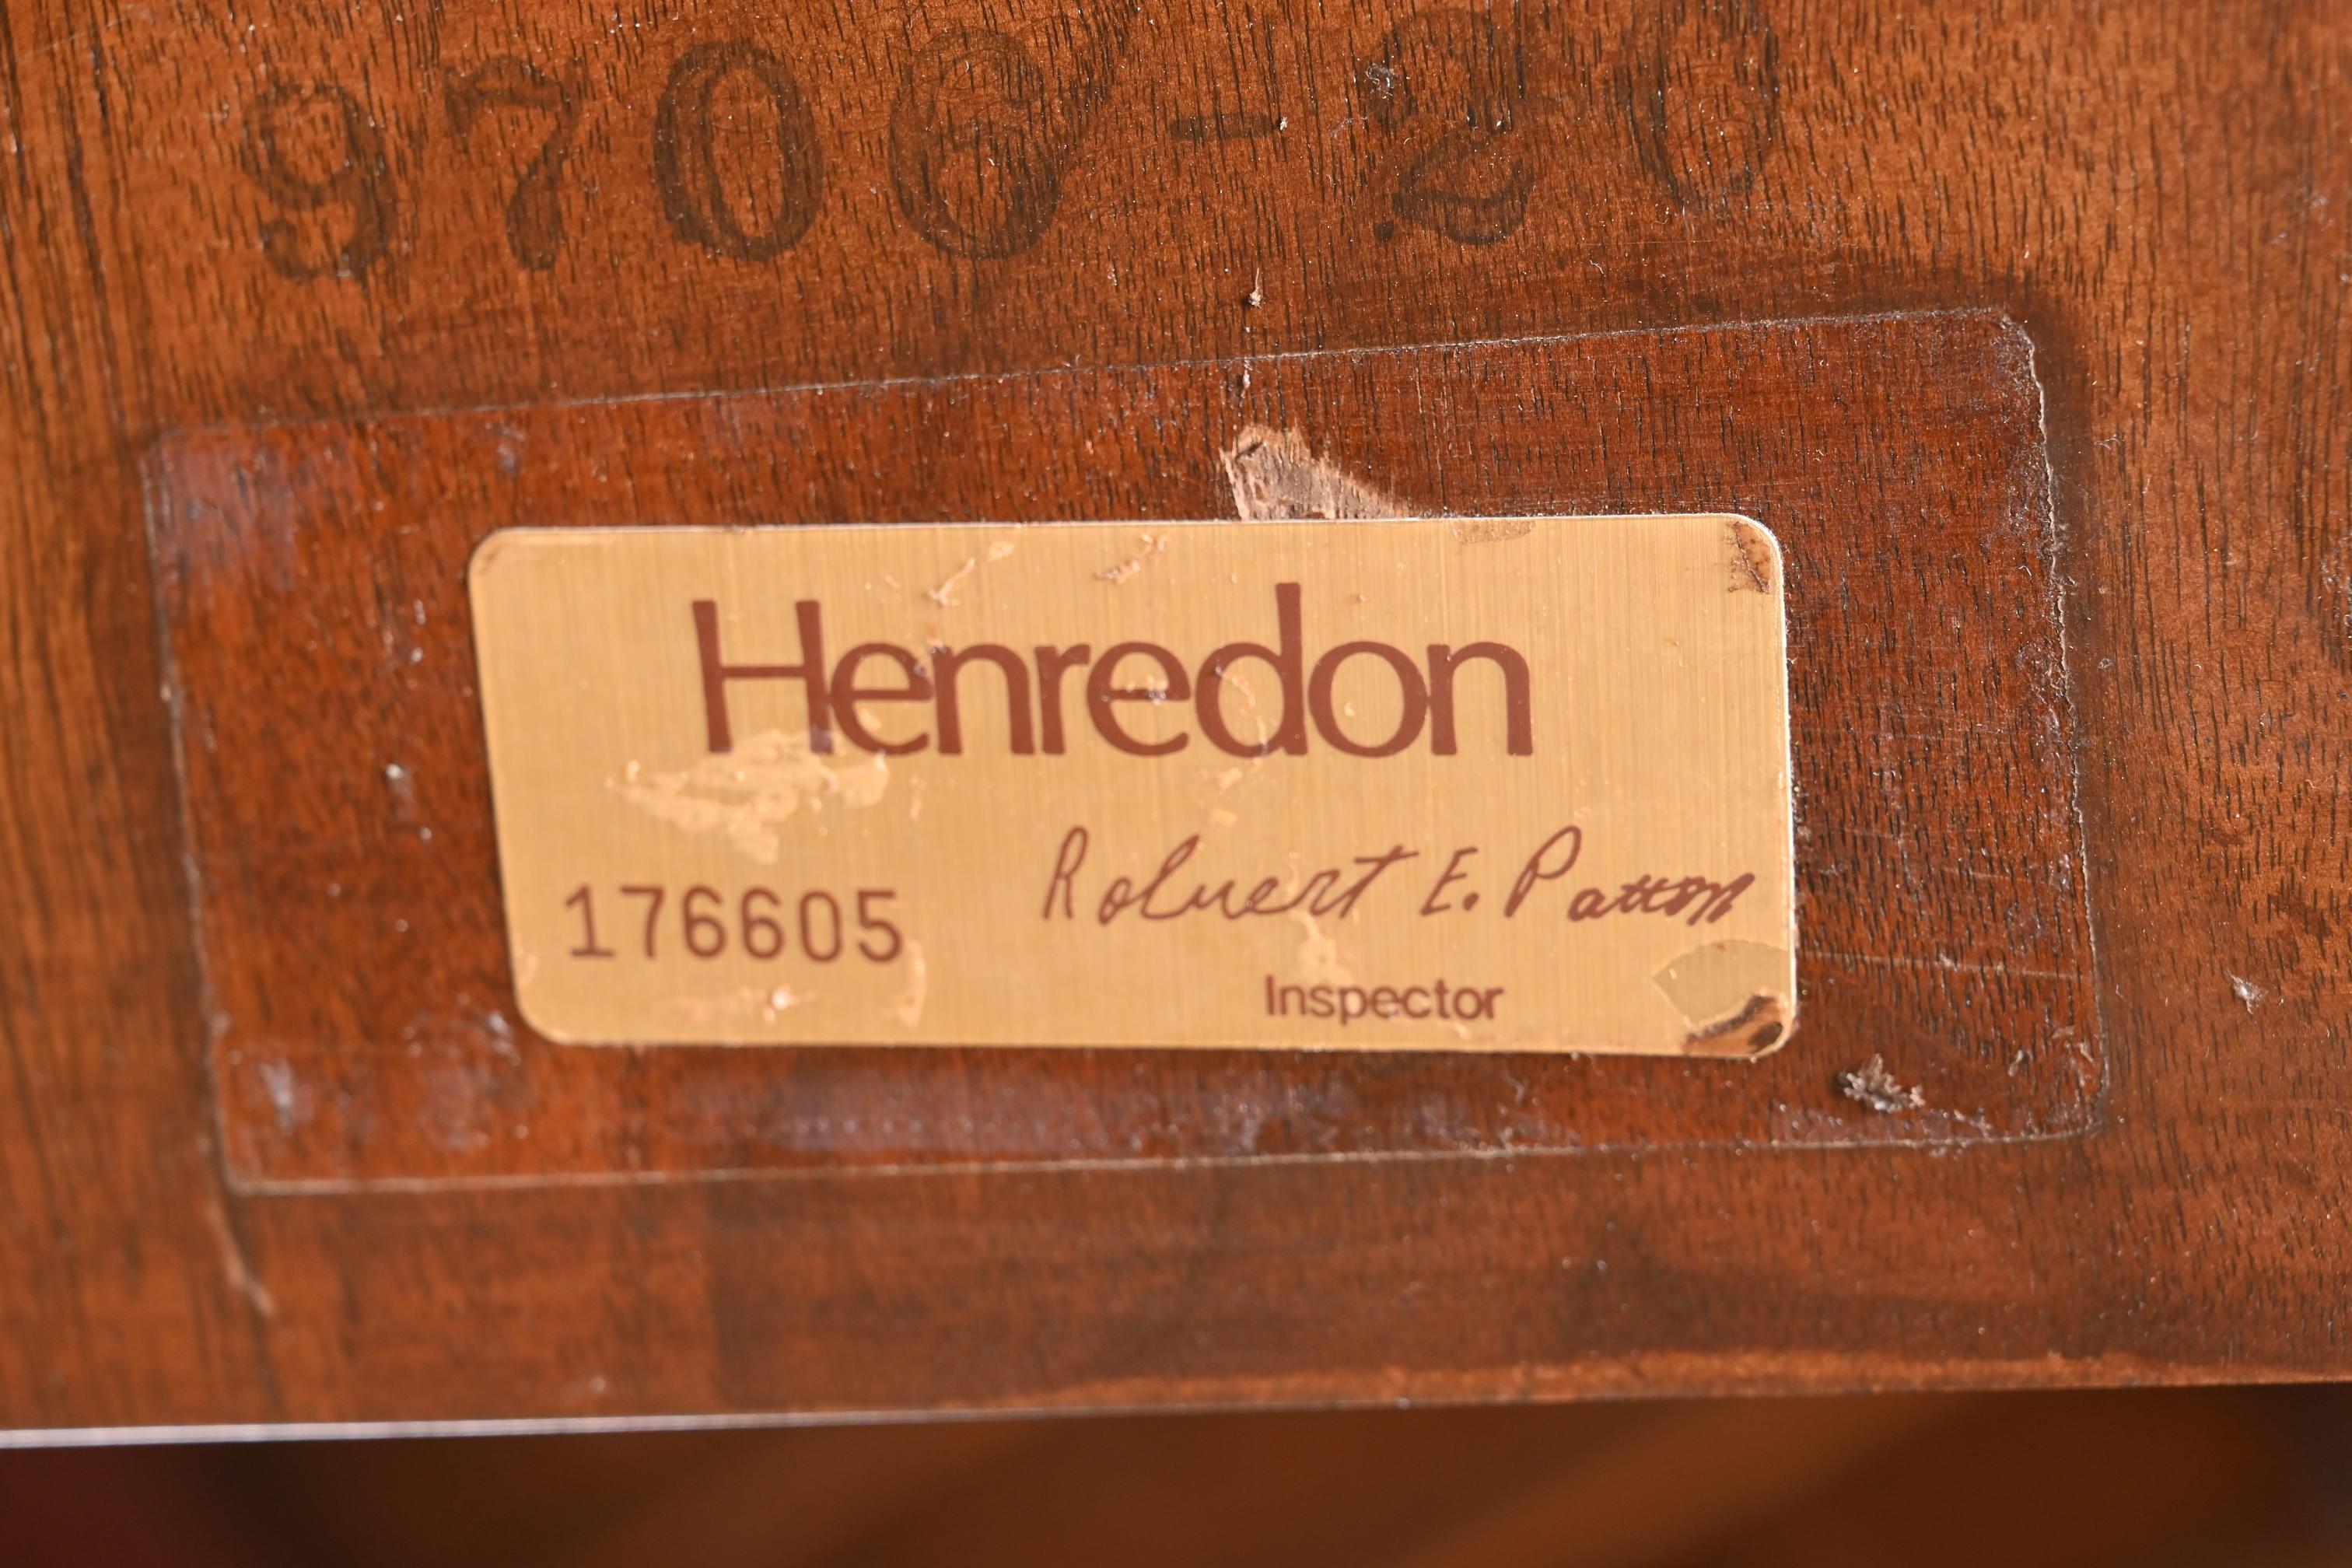 9706-20
Henredon
176605 Robert E. Patton
Inspector